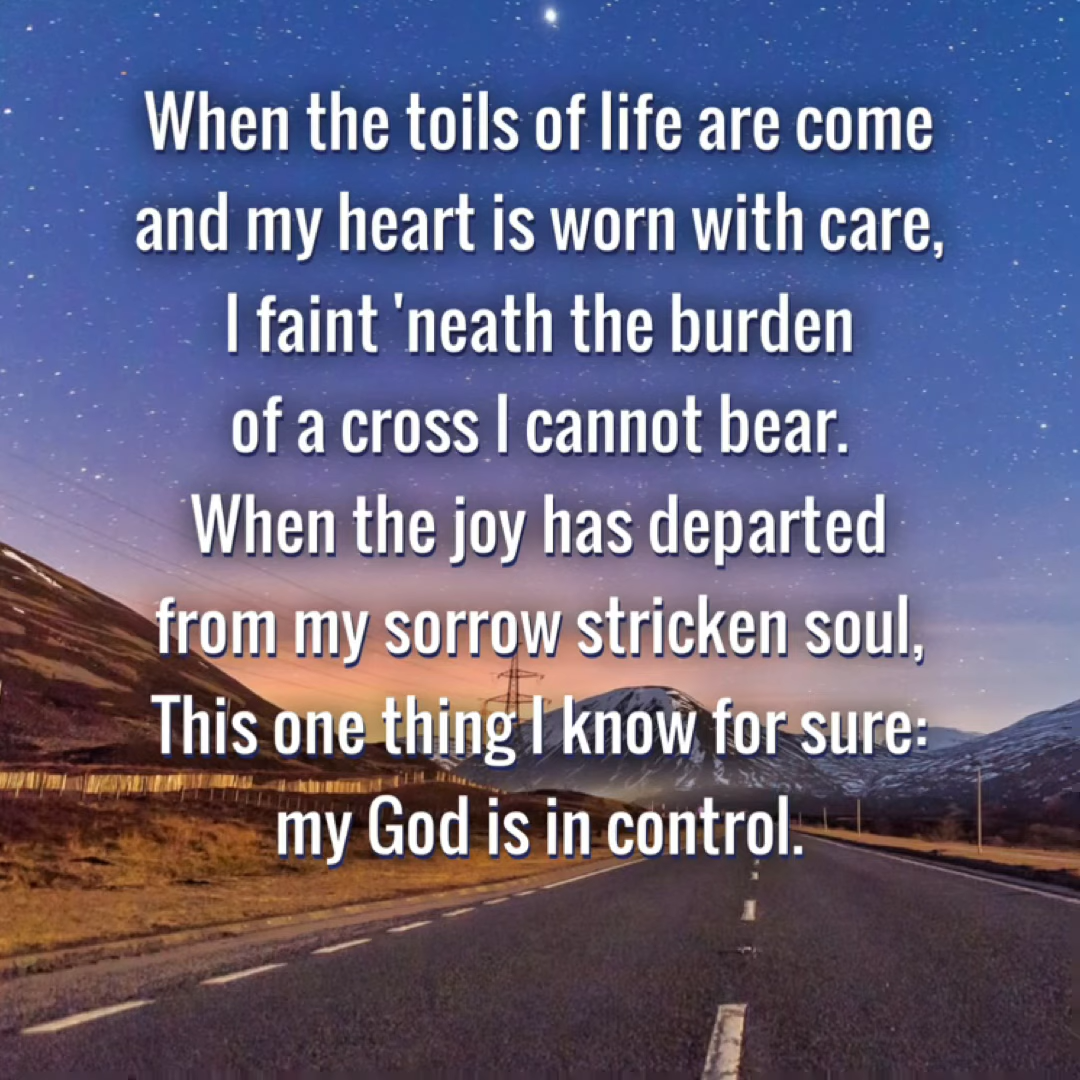 When the toils of life are come
and my heart is worn with care,
I faint 'neath the burden
of a cross I cannot bear.
When the joy has departed
from my sorrow stricken soul,
This one thing I know for sure:
my God is in control.